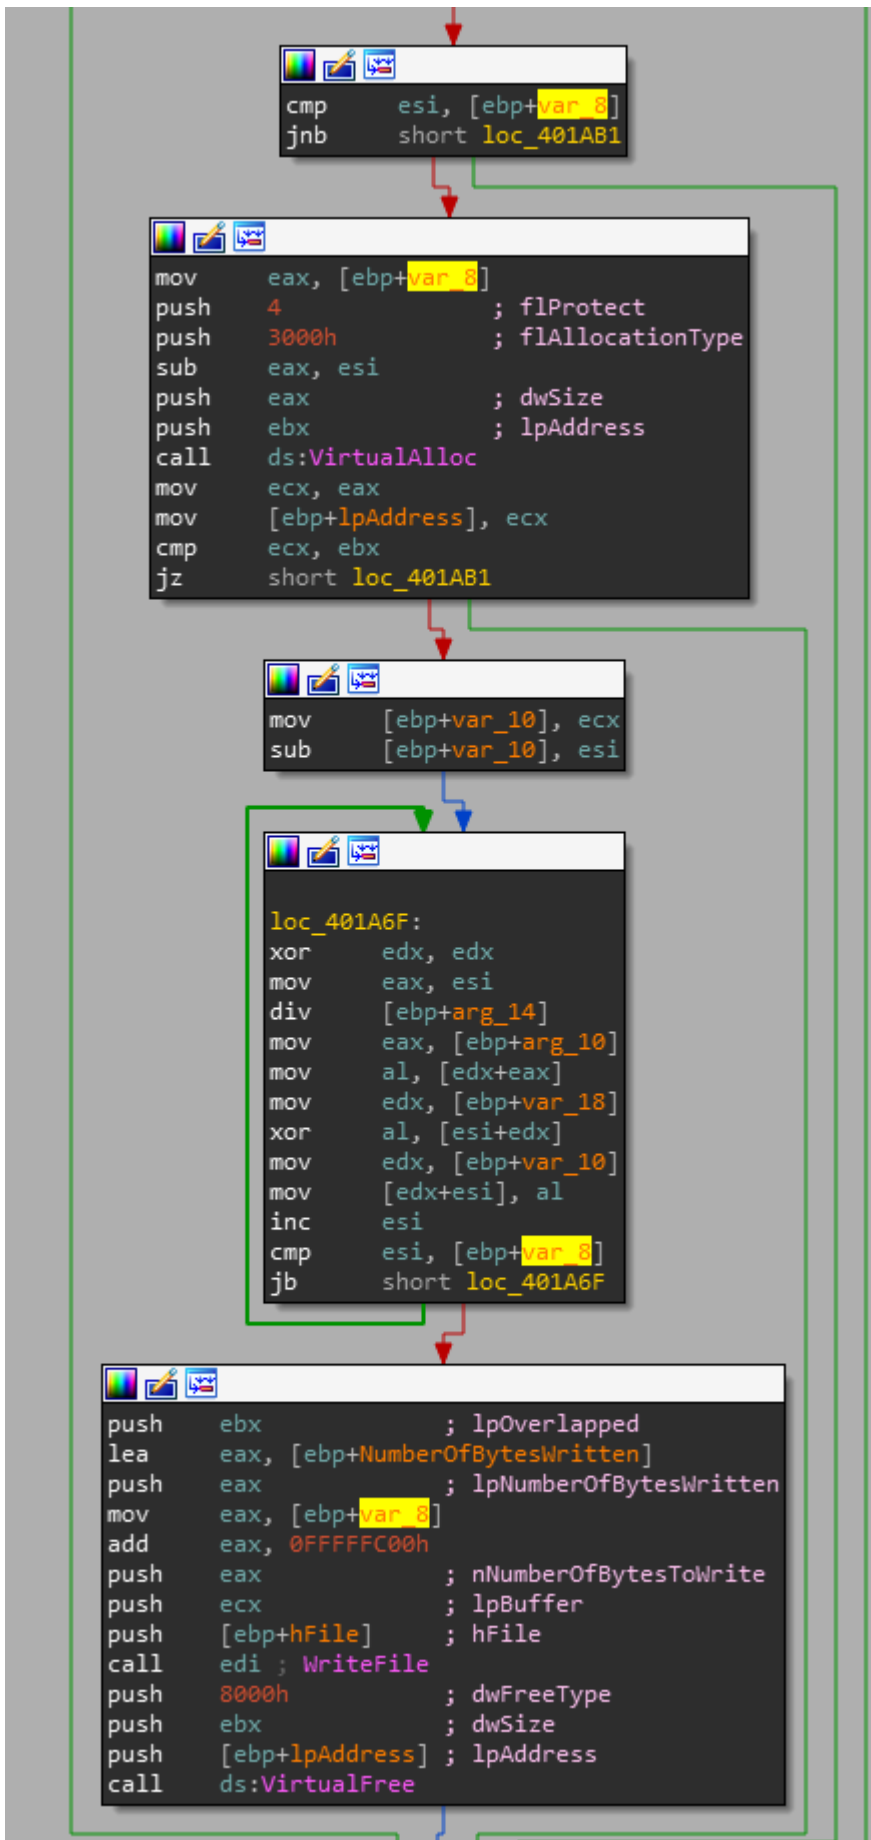 cmp esi, [ebp+var_8]
jnb short loc_401AB1
mov eax, [ebp+var_8]
push 4 ; flProtect
push 3000h ; flAllocationType
sub eax, esi
push eax ; dwSize
push ebx ; lpAddress
call ds:VirtualAlloc
mov ecx, eax
mov [ebp+lpAddress], ecx
cmp ecx, ebx
jz short loc_401AB1
mov [ebp+var_10], ecx
sub [ebp+var_10], esi
loc_401A6F:
xor edx, edx
mov eax, esi
div [ebp+arg_14]
mov eax, [ebp+arg_10]
mov al, [edx+eax]
mov edx, [ebp+var_18]
xor al, [esi+edx]
mov edx, [ebp+var_10]
mov [edx+esi], al
inc esi
cmp esi, [ebp+var_8]
jb short loc_401A6F
push ebx ; lpOverlapped
lea eax, [ebp+NumberOfBytesWritten]
push eax ; lpNumberOfBytesWritten
mov eax, [ebp+var_8]
add eax, 0FFFFFC00h
push eax ; nNumberOfBytesToWrite
push ecx ; lpBuffer
push [ebp+hFile] ; hFile
call edi ; WriteFile
push 8000h ; dwFreeType
push ebx ; dwSize
push [ebp+lpAddress] ; lpAddress
call ds:VirtualFree